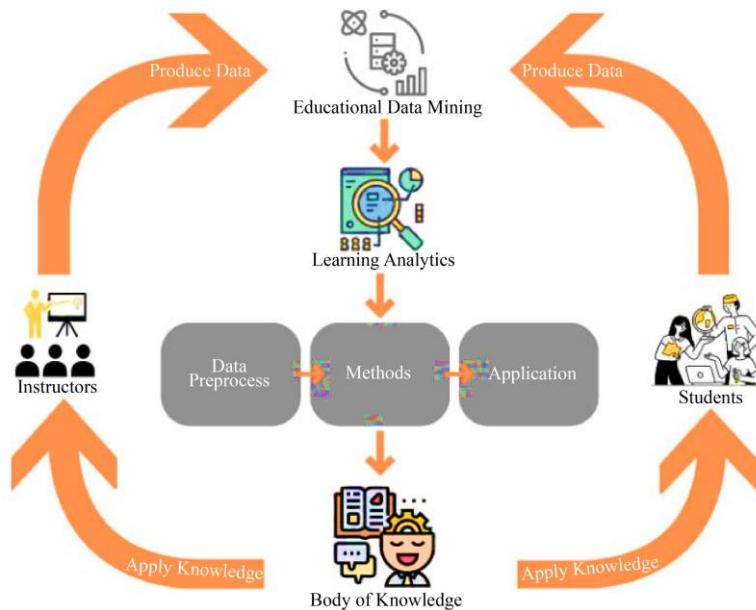 Produce Data
Produce Data
Educational Data Mining
Learning Analytics
Data
Preprocess
Methods
Application
Instructors
Students
Apply Knowledge
Apply Knowledge
Body of Knowledge